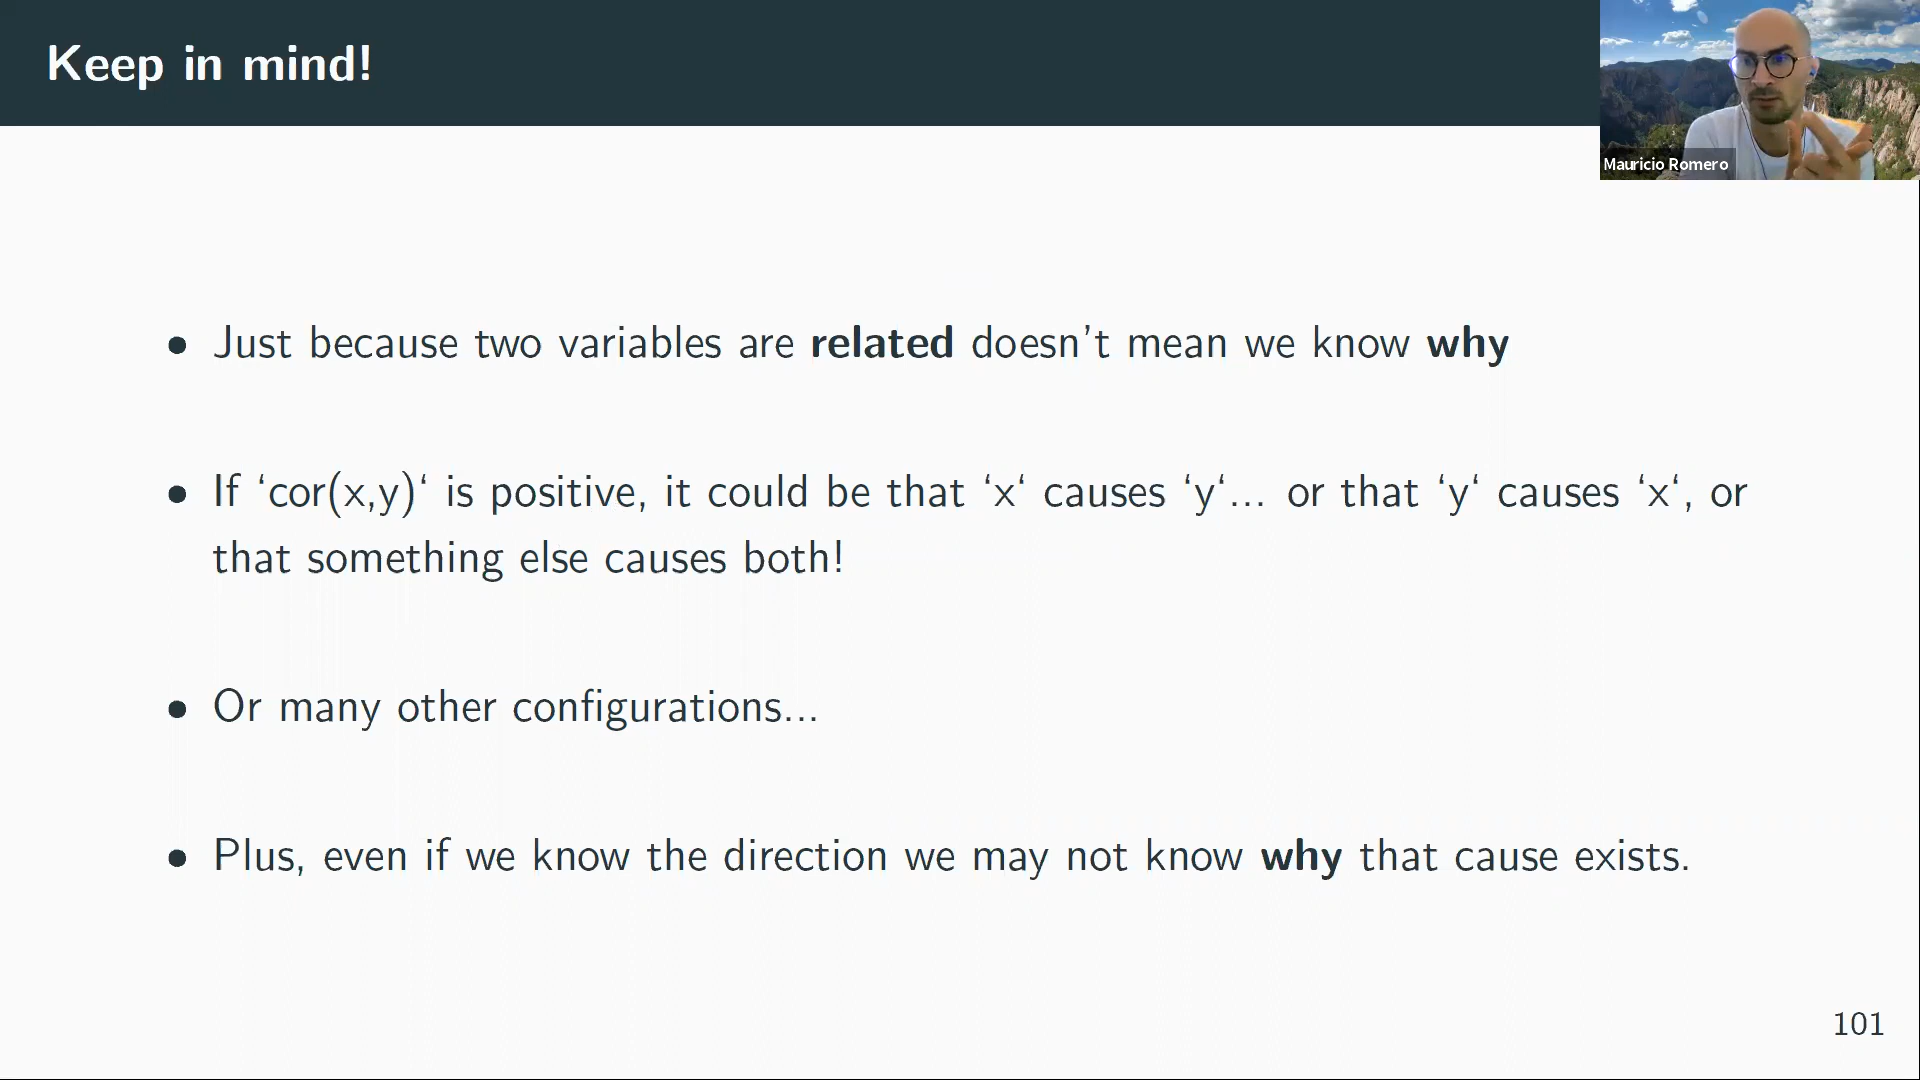 Keep in mind!
Mauricio Romero
• Just because two variables are related doesn't mean we know why
• If ‘cor(x,y)‘ is positive, it could be that ‘x‘ causes ‘y‘... or that ‘y‘ causes ‘x‘, or
that something else causes both!
• Or many other configurations...
• Plus, even if we know the direction we may not know why that cause exists.
101